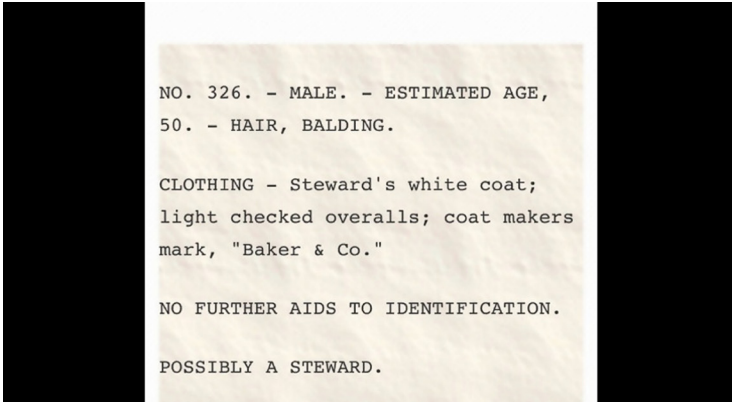 NO. 326. – MALE. – ESTIMATED AGE,
50. – HAIR, BALDING.
CLOTHING – Steward's white coat;
light checked overalls; coat makers
mark, "Baker & Co."
NO FURTHER AIDS TO IDENTIFICATION.
POSSIBLY A STEWARD.